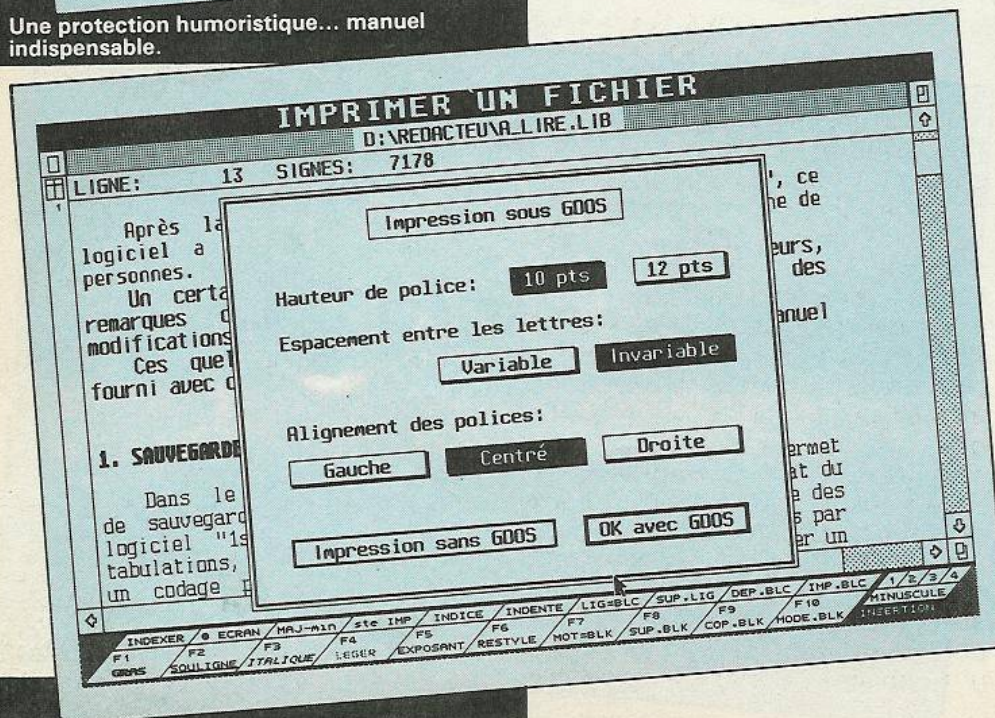 Une protection humoristique... manuel
indispensable.
IMPRIMER UN FICHIER
D:\REDACTEU\A_LIRE.LIB
LIGNE: 13 SIGNES: 7178
Après la
", ce
logiciel a
ne de
personnes.
eurs,
Un certa
des
remarques
modifications
anuel
Ces quel
fourni avec
Impression sous GDOS
Hauteur de police: 10 pts 12 pts
Espacement entre les lettres:
Variable Invariable
Alignement des polices:
Gauche Centré Droite
Impression sans GDOS OK avec GDOS
1. SAUVEGARDE
ermet
Dans le
at du
de sauvegard
e des
logiciel "1s
s par
tabulations,
er un
un codage
INDEXER @ ECRAN MAJ-min ste IMP INDICE INDENTE LIG=BLC SUP.LIG DEP.BLC IMP.BLC 1/2/3/4
F1 F2 F3 F4 F5 F6 F7 F8 F9 F10 MINUSCULE
GRAS SOULIGNE ITALIQUE LEGER EXPOSANT RESTYLE MOT=BLK SUP.BLK COP.BLK MODE.BLK INSERTION